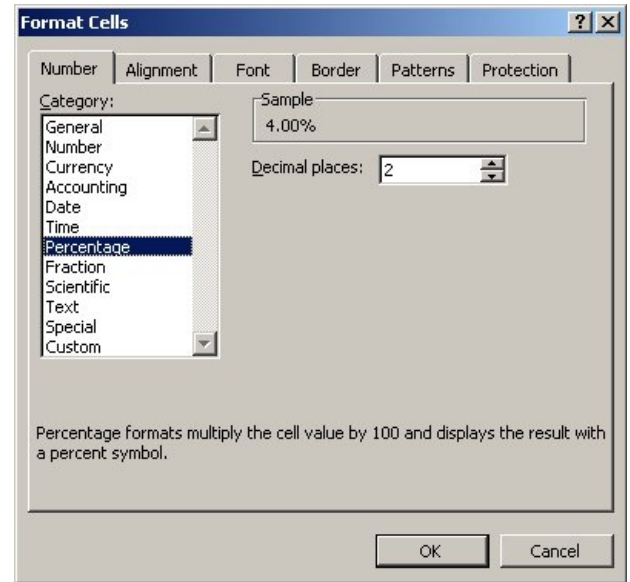 Format Cells
Number Alignment Font Border Patterns Protection
Category:
General
Number
Currency
Accounting
Date
Time
Percentage
Fraction
Scientific
Text
Special
Custom
Sample
4.00%
Decimal places: 2
Percentage formats multiply the cell value by 100 and displays the result with
a percent symbol.
OK Cancel